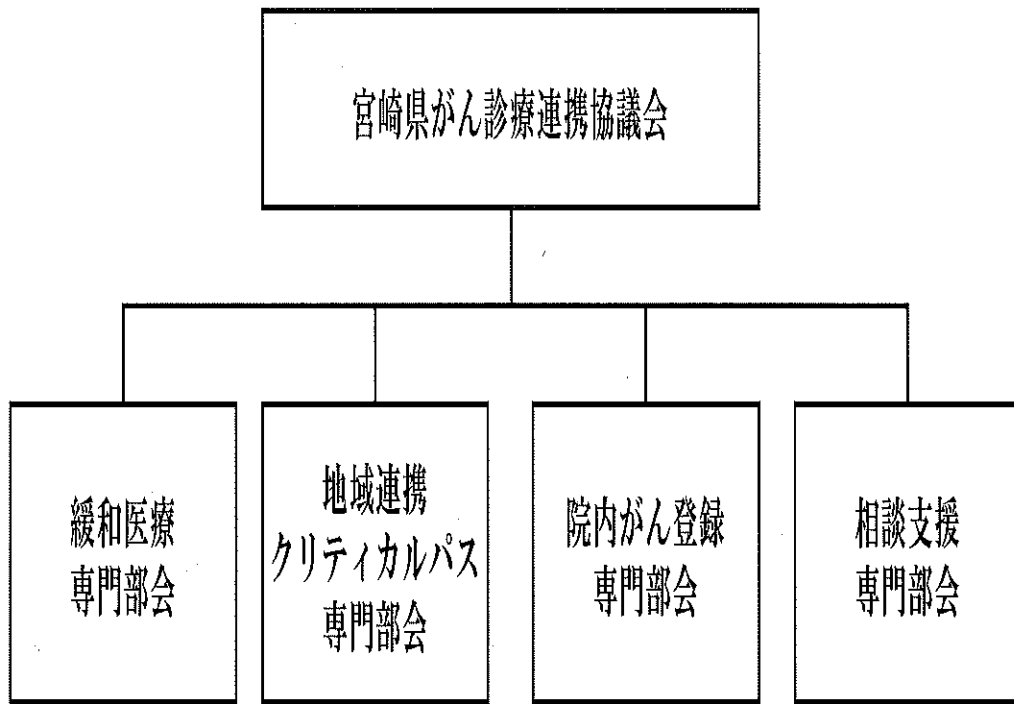 宮崎県がん診療連携協議会
緩和医療
専門部会
地域連携
クリティカルパス
専門部会
院内がん登録
専門部会
相談支援
専門部会